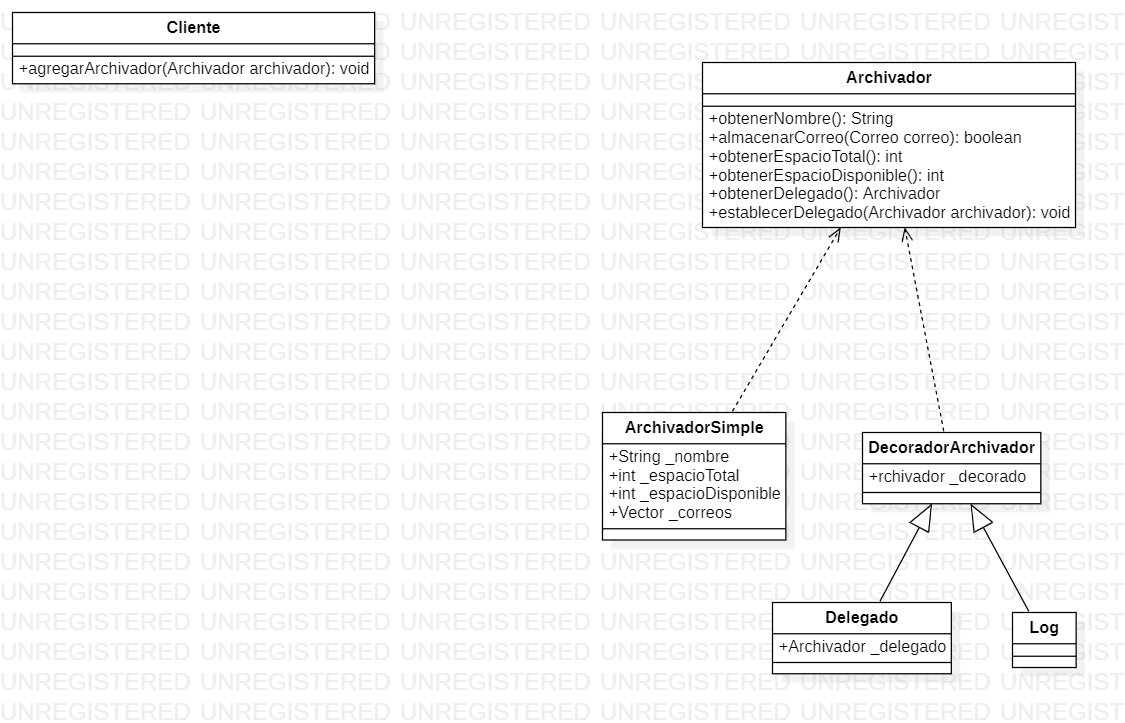 Cliente
+agregarArchivador(Archivador archivador): void
Archivador
+obtenerNombre(): String
+almacenarCorreo(Correo correo): boolean
+obtenerEspacioTotal(): int
+obtenerEspacioDisponible(): int
+obtenerDelegado(): Archivador
+establecerDelegado(Archivador archivador): void
ArchivadorSimple
+String _nombre
+int _espacioTotal
+int _espacioDisponible
+Vector _correos
DecoradorArchivador
+rchivador _decorado
Delegado
+Archivador _delegado
Log
UNREGISTERED